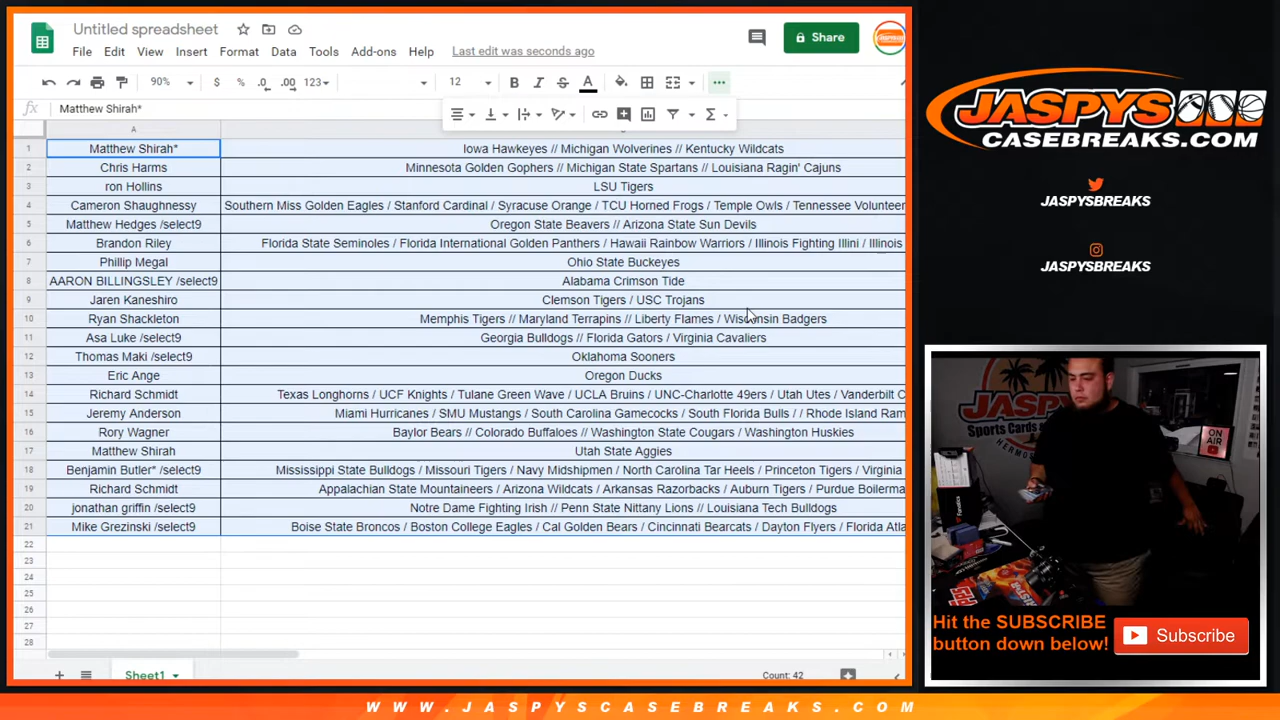 Untitled spreadsheet
File Edit View Insert Format Data Tools Add-ons Help Last edit was seconds ago
Share
90% $ % .0 .00 123 12 B I S A
fx Matthew Shirah*
A
1 Matthew Shirah* Iowa Hawkeyes // Michigan Wolverines // Kentucky Wildcats
2 Chris Harms Minnesota Golden Gophers // Michigan State Spartans // Louisiana Ragin' Cajuns
3 ron Hollins LSU Tigers
4 Cameron Shaughnessy Southern Miss Golden Eagles / Stanford Cardinal / Syracuse Orange / TCU Horned Frogs / Temple Owls / Tennessee Volunteer
5 Matthew Hedges /select9 Oregon State Beavers // Arizona State Sun Devils
6 Brandon Riley Florida State Seminoles / Florida International Golden Panthers / Hawaii Rainbow Warriors / Illinois Fighting Illini / Illinois
7 Phillip Megal Ohio State Buckeyes
8 AARON BILLINGSLEY /select9 Alabama Crimson Tide
9 Jaren Kaneshiro Clemson Tigers / USC Trojans
10 Ryan Shackleton Memphis Tigers // Maryland Terrapins // Liberty Flames / Wisconsin Badgers
11 Asa Luke /select9 Georgia Bulldogs // Florida Gators / Virginia Cavaliers
12 Thomas Maki /select9 Oklahoma Sooners
13 Eric Ange Oregon Ducks
14 Richard Schmidt Texas Longhorns / UCF Knights / Tulane Green Wave / UCLA Bruins / UNC-Charlotte 49ers / Utah Utes / Vanderbilt C
15 Jeremy Anderson Miami Hurricanes / SMU Mustangs / South Carolina Gamecocks / South Florida Bulls / / Rhode Island Ram
16 Rory Wagner Baylor Bears // Colorado Buffaloes // Washington State Cougars / Washington Huskies
17 Matthew Shirah Utah State Aggies
18 Benjamin Butler* /select9 Mississippi State Bulldogs / Missouri Tigers / Navy Midshipmen / North Carolina Tar Heels / Princeton Tigers / Virginia
19 Richard Schmidt Appalachian State Mountaineers / Arizona Wildcats / Arkansas Razorbacks / Auburn Tigers / Purdue Boilerma
20 jonathan griffin /select9 Notre Dame Fighting Irish // Penn State Nittany Lions // Louisiana Tech Bulldogs
21 Mike Grezinski /select9 Boise State Broncos / Boston College Eagles / Cal Golden Bears / Cincinnati Bearcats / Dayton Flyers / Florida Atla
22
23
24
25
26
27
28
Sheet1
Count: 42
JASPYS
CASEBREAKS.COM
JASPYSBREAKS
JASPYSBREAKS
JASPYS
Sports Cards a
HERMO
ON
AIR
Fanatics
Hit the SUBSCRIBE
button down below!
Subscribe
WWW.JASPYSCASEBREAKS.COM